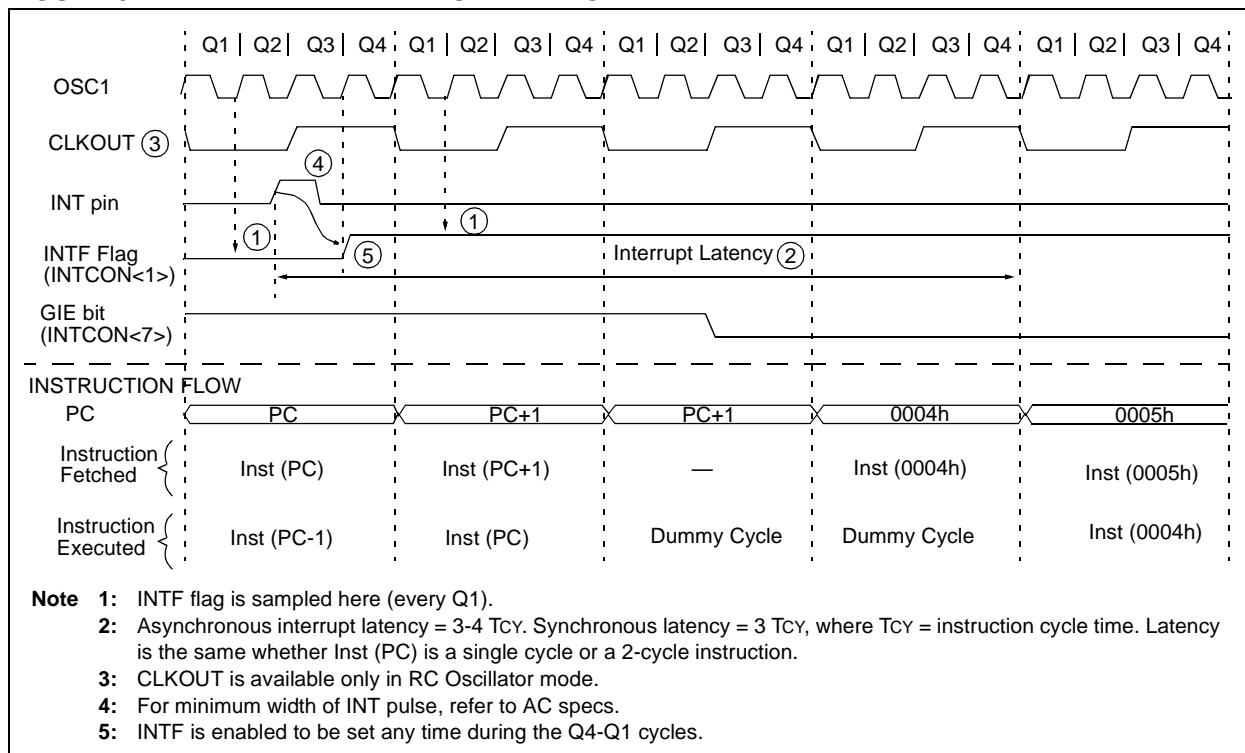 Q1 | Q2 | Q3 | Q4 Q1 | Q2 | Q3 | Q4 Q1 | Q2 | Q3 | Q4 Q1 | Q2 | Q3 | Q4 Q1 | Q2 | Q3 | Q4
OSC1
CLKOUT ③
④
INT pin
① ①
INTF Flag
(INTCON<1>)
⑤ Interrupt Latency ②
GIE bit
(INTCON<7>)
INSTRUCTION FLOW
PC PC PC+1 PC+1 0004h 0005h
Instruction
Fetched
Inst (PC) Inst (PC+1) — Inst (0004h) Inst (0005h)
Instruction
Executed
Inst (PC-1) Inst (PC) Dummy Cycle Dummy Cycle Inst (0004h)
Note 1: INTF flag is sampled here (every Q1).
2: Asynchronous interrupt latency = 3-4 TCY. Synchronous latency = 3 TCY, where TCY = instruction cycle time. Latency
is the same whether Inst (PC) is a single cycle or a 2-cycle instruction.
3: CLKOUT is available only in RC Oscillator mode.
4: For minimum width of INT pulse, refer to AC specs.
5: INTF is enabled to be set any time during the Q4-Q1 cycles.